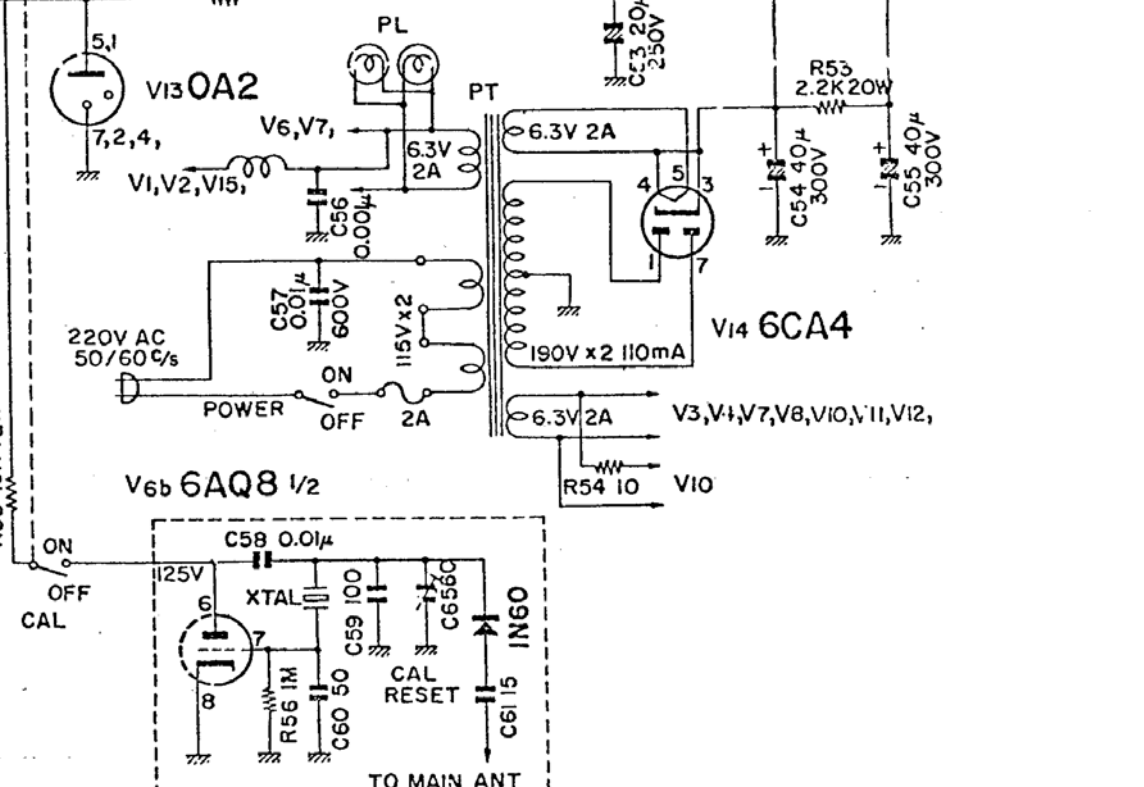 PL
C53 20μ
250V
5,1
V13 0A2
7,2,4,
PT
R53
2.2K 20W
V6,V7,
6.3V
2A
6.3V 2A
V1,V2,V15,
C56
0.001μ
4 5 3
1 7
+
-
C54 40μ
300V
+
-
C55 40μ
300V
C57
0.01μ
600V
115V×2
V14 6CA4
190V×2 110mA
220V AC
50/60 c/s
POWER
ON
OFF
2A
6.3V 2A
V3,V4,V7,V8,V10,V11,V12,
R54 10
V10
V6b 6AQ8 1/2
ON
OFF
CAL
C58 0.01μ
125V
XTAL
C59 100
1N60
6
7
8
CAL
RESET
R56 1M
C60 50
C61 15
TO MAIN ANT